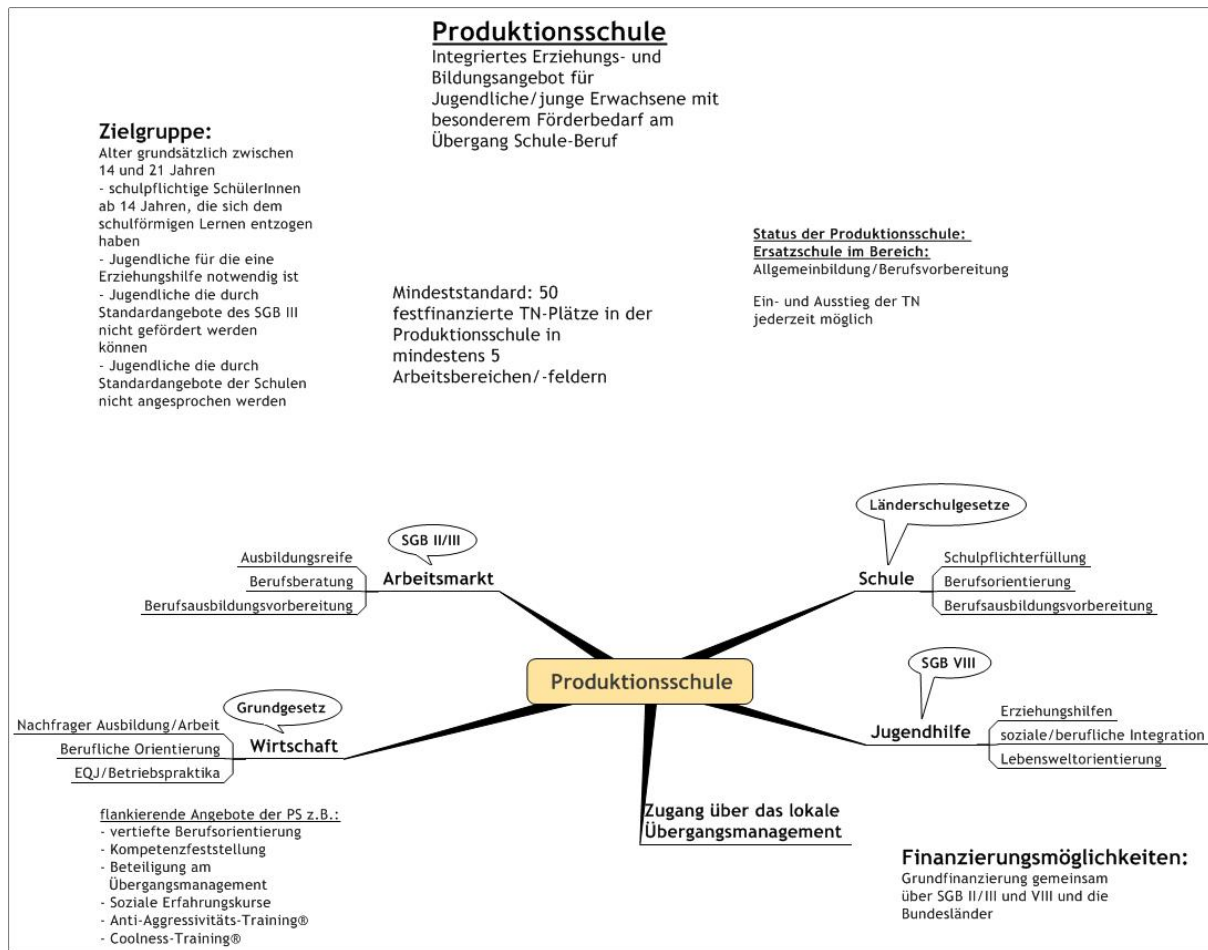 Produktionsschule
Integriertes Erziehungs- und
Bildungsangebot für
Jugendliche/junge Erwachsene mit
besonderem Förderbedarf am
Übergang Schule-Beruf
Zielgruppe:
Alter grundsätzlich zwischen
14 und 21 Jahren
- schulpflichtige SchülerInnen
ab 14 Jahren, die sich dem
schulförmigen Lernen entzogen
haben
- Jugendliche für die eine
Erziehungshilfe notwendig ist
- Jugendliche die durch
Standardangebote des SGB III
nicht gefördert werden
können
- Jugendliche die durch
Standardangebote der Schulen
nicht angesprochen werden
Mindeststandard: 50
festfinanzierte TN-Plätze in der
Produktionsschule in
mindestens 5
Arbeitsbereichen/-feldern
Status der Produktionsschule:
Ersatzschule im Bereich:
Allgemeinbildung/Berufsvorbereitung
Ein- und Ausstieg der TN
jederzeit möglich
SGB II/III
Arbeitsmarkt
Ausbildungsreife
Berufsberatung
Berufsausbildungsvorbereitung
Länderschulgesetze
Schule
Schulpflichterfüllung
Berufsorientierung
Berufsausbildungsvorbereitung
Produktionsschule
Grundgesetz
Wirtschaft
Nachfrager Ausbildung/Arbeit
Berufliche Orientierung
EQJ/Betriebspraktika
SGB VIII
Jugendhilfe
Erziehungshilfen
soziale/berufliche Integration
Lebensweltorientierung
Zugang über das lokale
Übergangsmanagement
flankierende Angebote der PS z.B.:
- vertiefte Berufsorientierung
- Kompetenzfeststellung
- Beteiligung am
Übergangsmanagement
- Soziale Erfahrungskurse
- Anti-Aggressivitäts-Training®
- Coolness-Training®
Finanzierungsmöglichkeiten:
Grundfinanzierung gemeinsam
über SGB II/III und VIII und die
Bundesländer